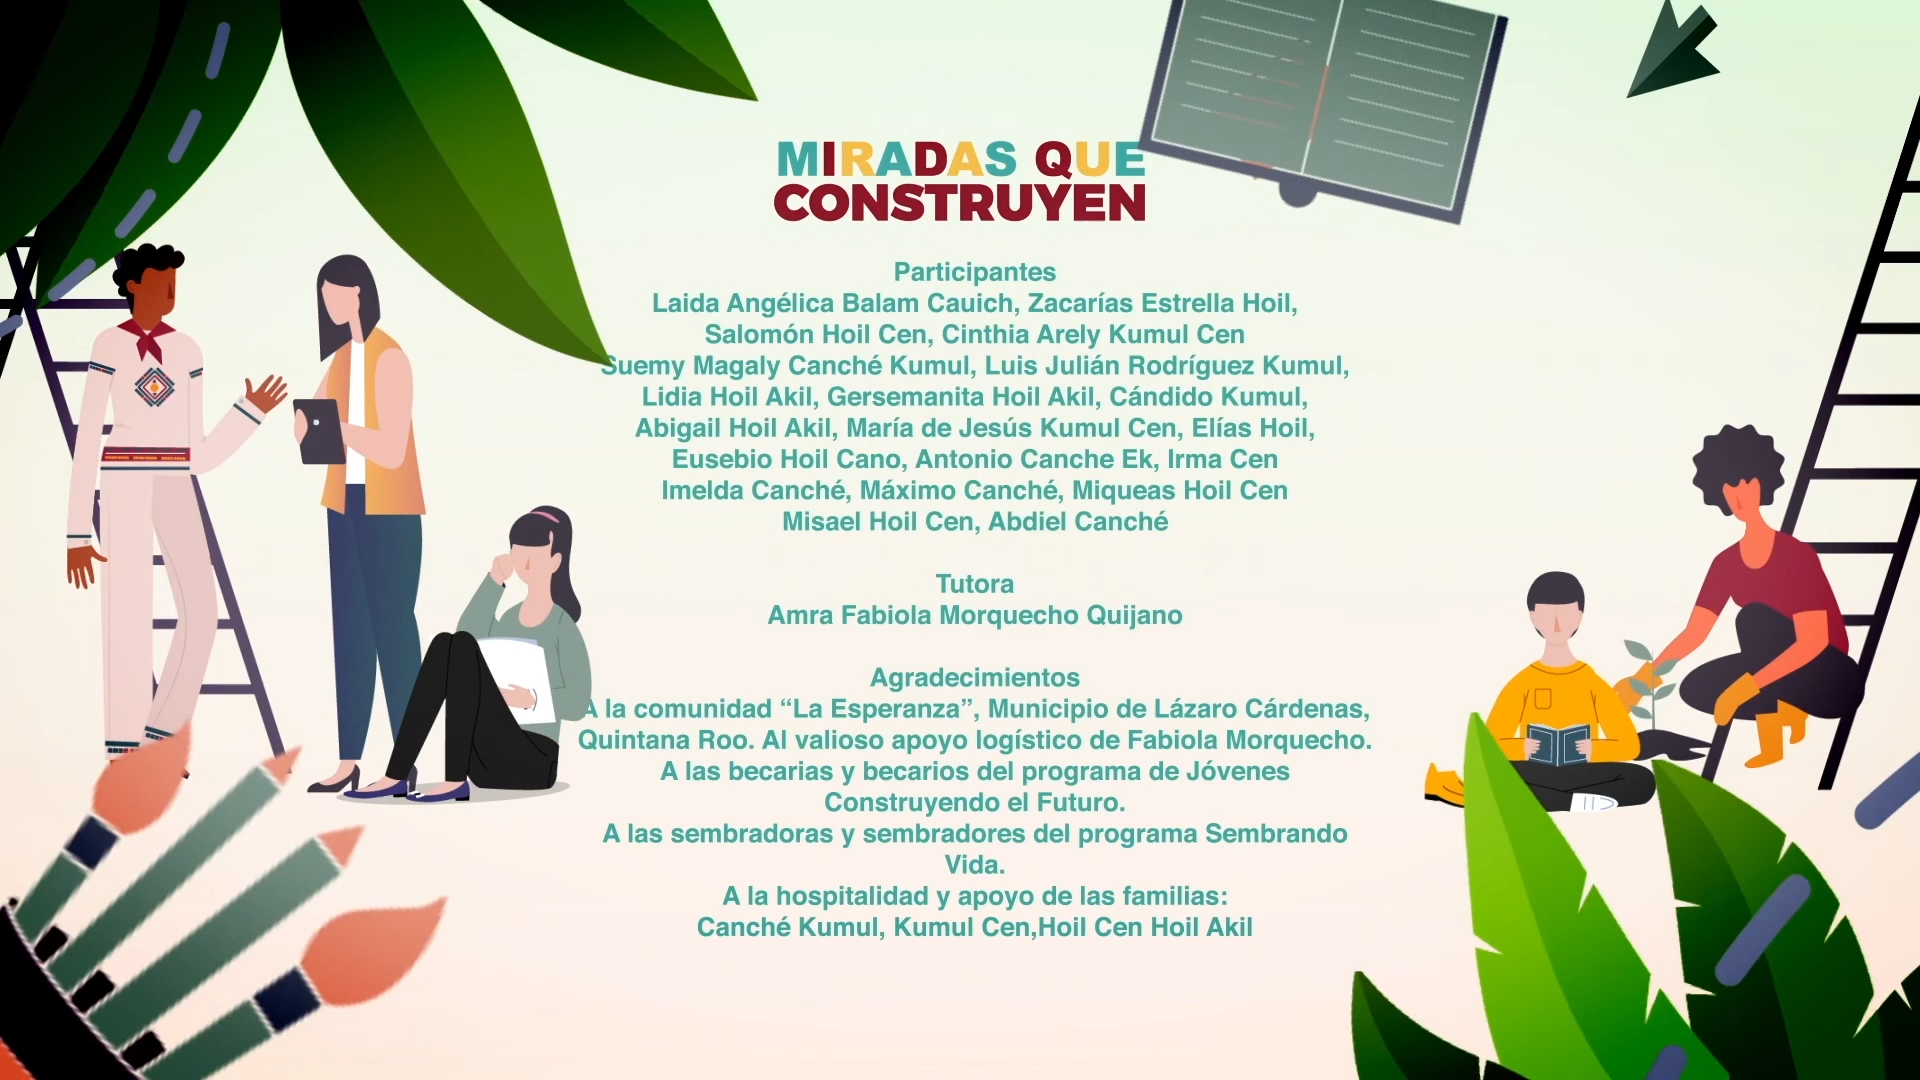 MIRADAS QUE
CONSTRUYEN
Participantes
Laida Angélica Balam Cauich, Zacarías Estrella Hoil,
Salomón Hoil Cen, Cinthia Arely Kumul Cen
Suemy Magaly Canché Kumul, Luis Julián Rodríguez Kumul,
Lidia Hoil Akil, Gersemanita Hoil Akil, Cándido Kumul,
Abigail Hoil Akil, María de Jesús Kumul Cen, Elías Hoil,
Eusebio Hoil Cano, Antonio Canche Ek, Irma Cen
Imelda Canché, Máximo Canché, Miqueas Hoil Cen
Misael Hoil Cen, Abdiel Canché
Tutora
Amra Fabiola Morquecho Quijano
Agradecimientos
A la comunidad “La Esperanza”, Municipio de Lázaro Cárdenas,
Quintana Roo. Al valioso apoyo logístico de Fabiola Morquecho.
A las becarias y becarios del programa de Jóvenes
Construyendo el Futuro.
A las sembradoras y sembradores del programa Sembrando
Vida.
A la hospitalidad y apoyo de las familias:
Canché Kumul, Kumul Cen,Hoil Cen Hoil Akil